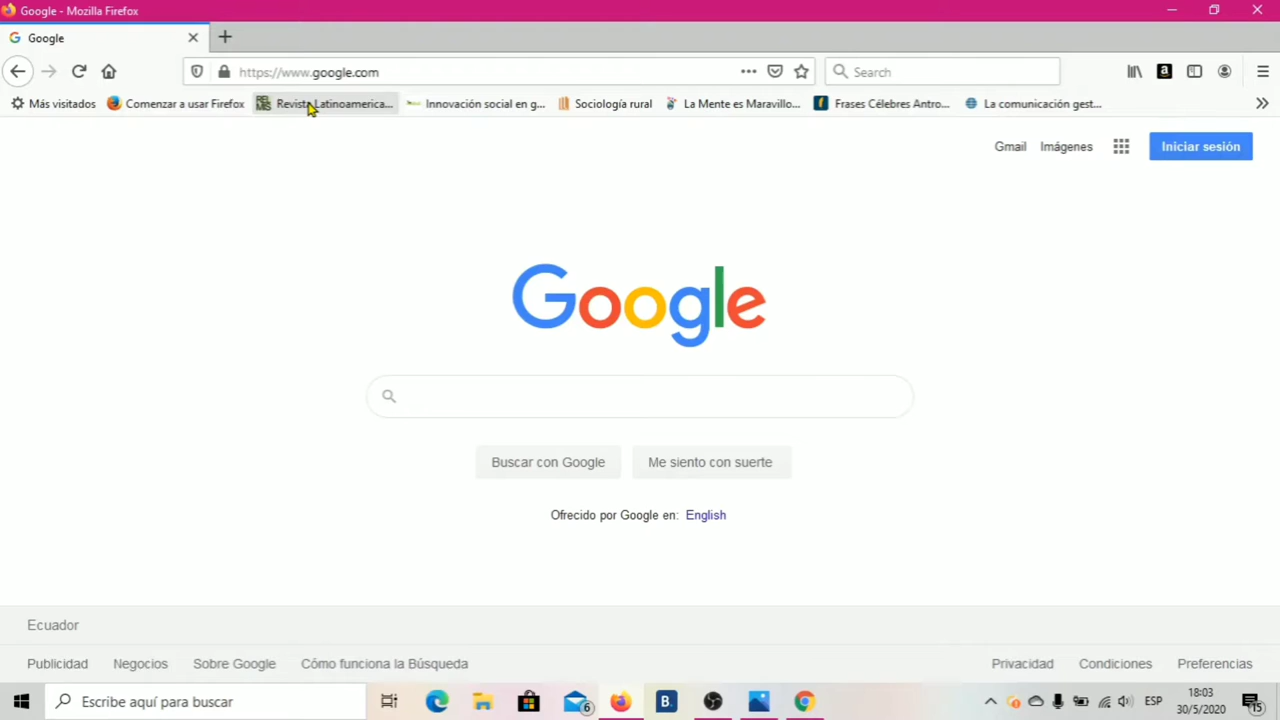 Google - Mozilla Firefox
Google
https://www.google.com
Search
Más visitados
Comenzar a usar Firefox
Revista Latinoamerica...
Innovación social en g...
Sociología rural
La Mente es Maravillo...
Frases Célebres Antro...
La comunicación gest...
Gmail
Imágenes
Iniciar sesión
Google
Buscar con Google
Me siento con suerte
Ofrecido por Google en: English
Ecuador
Publicidad
Negocios
Sobre Google
Cómo funciona la Búsqueda
Privacidad
Condiciones
Preferencias
Escribe aquí para buscar
6
B.
ESP
18:03
30/5/2020
15